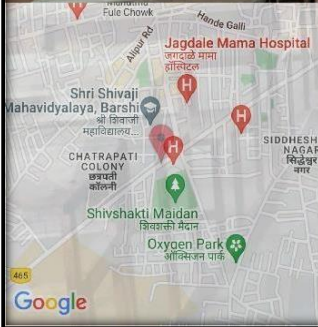 Fule Chowk
Hande Galli
Alipur Rd
Jagdale Mama Hospital
जगदाळे मामा
हॉस्पिटल
Shri Shivaji
Mahavidyalaya, Barshi
श्री शिवाजी
महाविद्यालय...
H
H
H
CHATRAPATI
COLONY
छत्रपती
कॉलनी
SIDDHESH
NAGAR
सिद्धेश्वर
नगर
Shivshakti Maidan
शिवशक्ती मैदान
Oxygen Park
ऑक्सिजन पार्क
465
Google